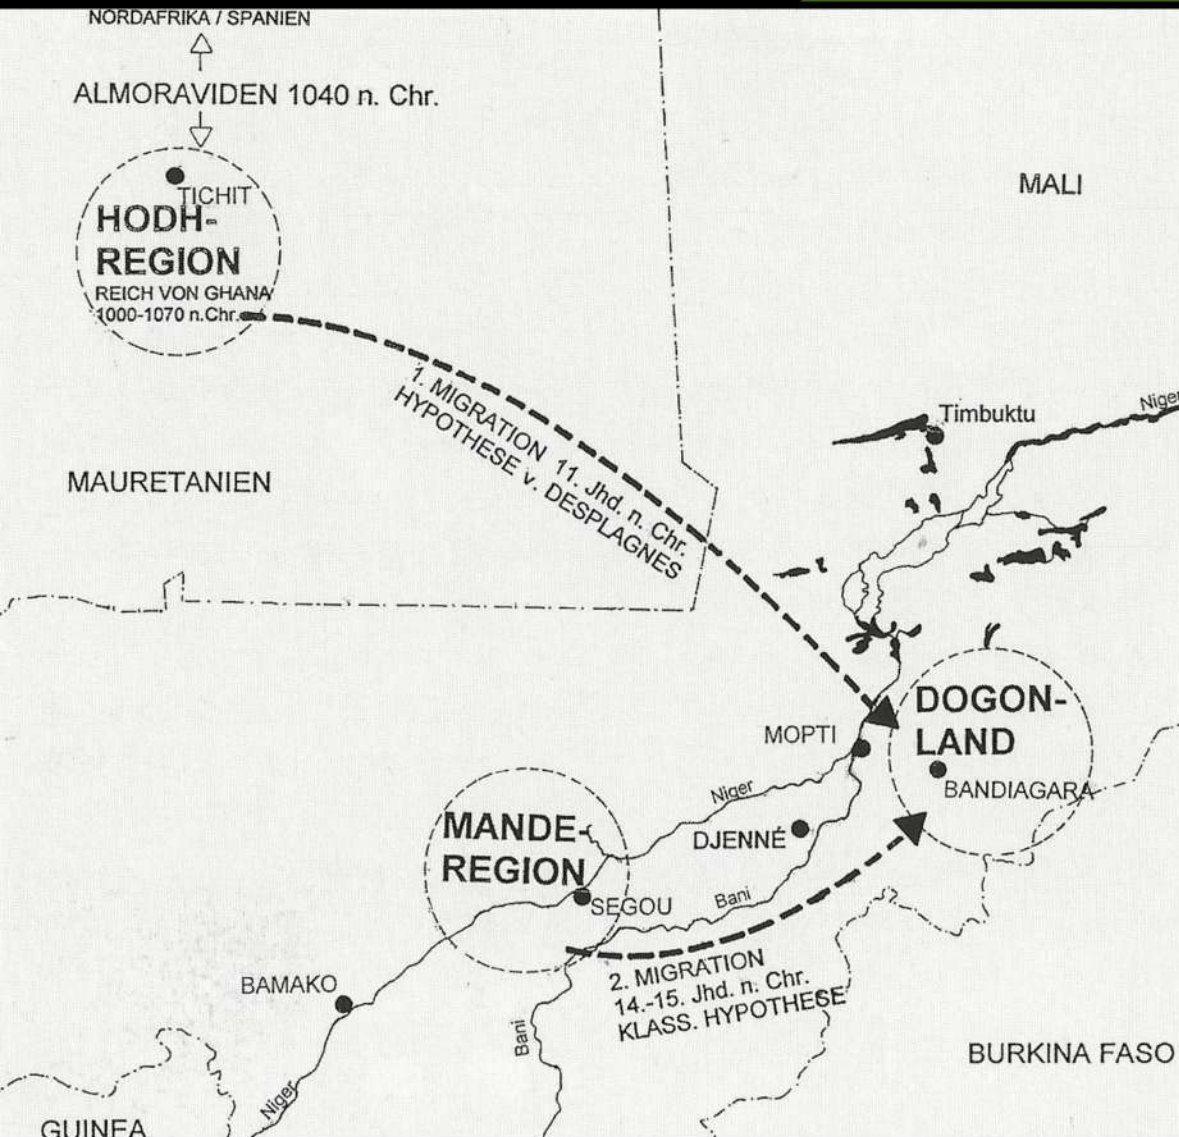 NORDAFRIKA / SPANIEN
ALMORAVIDEN 1040 n. Chr.
TICHIT
HODH-
REGION
REICH VON GHANA
1000-1070 n.Chr.
MALI
1. MIGRATION 11. Jhd. n. Chr.
HYPOTHESE v. DESPLAGNES
Timbuktu
Niger
MAURETANIEN
DOGON-
LAND
MOPTI
BANDIAGARA
Niger
MANDE-
REGION
DJENNÉ
SEGOU
Bani
2. MIGRATION
14.-15. Jhd. n. Chr.
KLASS. HYPOTHESE
BAMAKO
Bani
BURKINA FASO
Niger
GUINEA